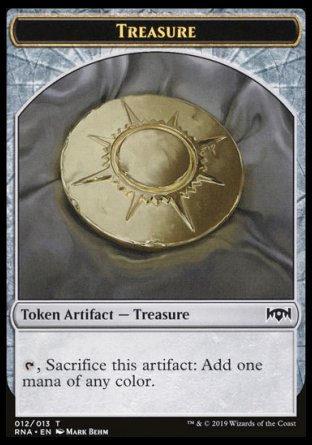 TREASURE
Token Artifact — Treasure
, Sacrifice this artifact: Add one
mana of any color.
012/013 T
RNA • EN MARK BEHM
™ & © 2019 Wizards of the Coast